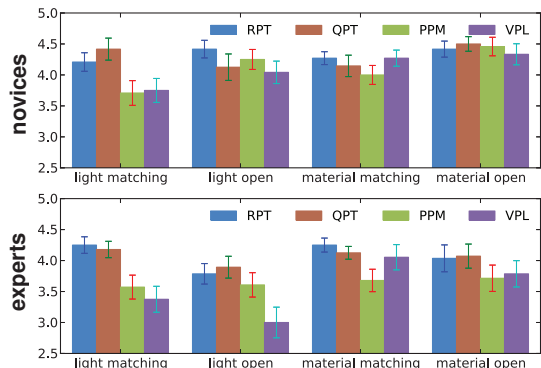 novices
5.0
4.5
4.0
3.5
3.0
2.5
RPT QPT PPM VPL
light matching light open material matching material open
experts
5.0
4.5
4.0
3.5
3.0
2.5
RPT QPT PPM VPL
light matching light open material matching material open